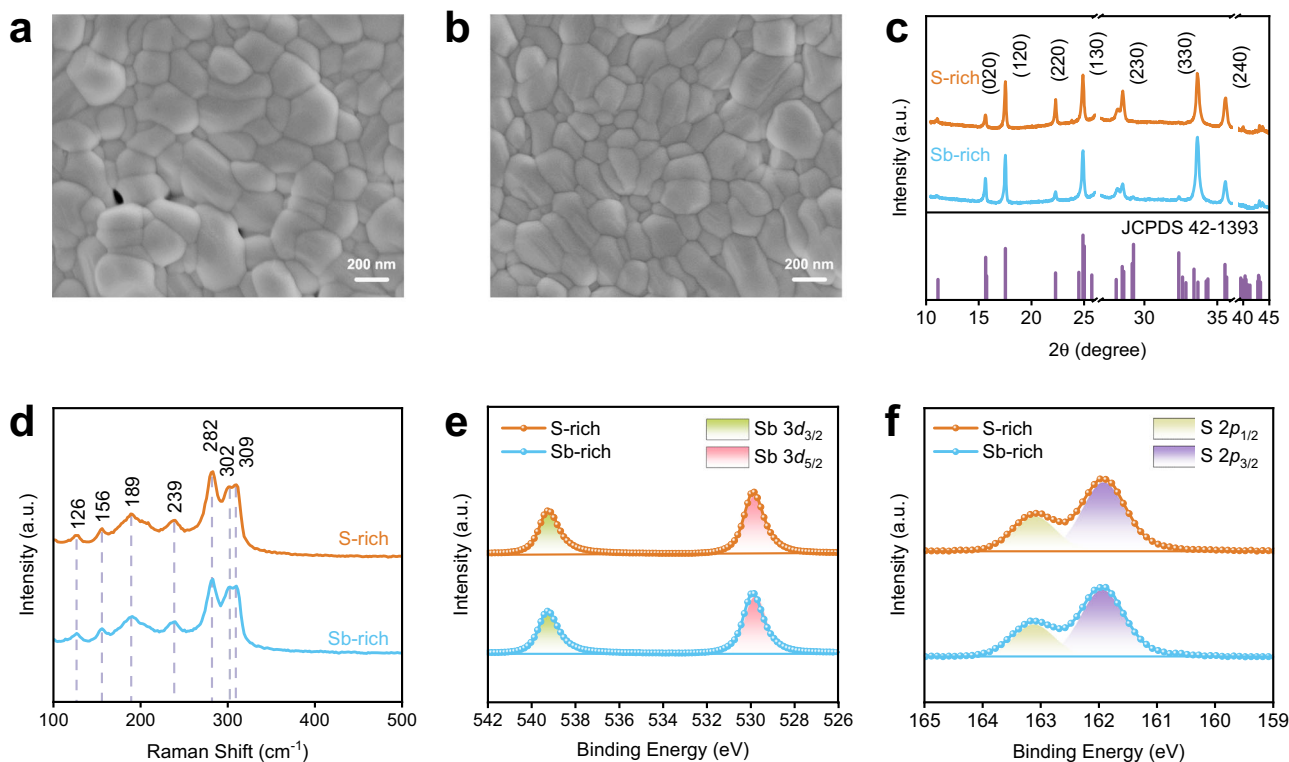 a
200 nm
b
200 nm
c
(020)
(120)
(220)
(130)
(230)
(330)
(240)
S-rich
Sb-rich
JCPDS 42-1393
Intensity (a.u.)
10 15 20 25 30 35 40 45
2θ (degree)
d
126
156
189
239
282
302
309
S-rich
Sb-rich
Intensity (a.u.)
100 200 300 400 500
Raman Shift (cm⁻¹)
e
S-rich
Sb-rich
Sb 3d₃/₂
Sb 3d₅/₂
Intensity (a.u.)
542 540 538 536 534 532 530 528 526
Binding Energy (eV)
f
S-rich
Sb-rich
S 2p₁/₂
S 2p₃/₂
Intensity (a.u.)
165 164 163 162 161 160 159
Binding Energy (eV)